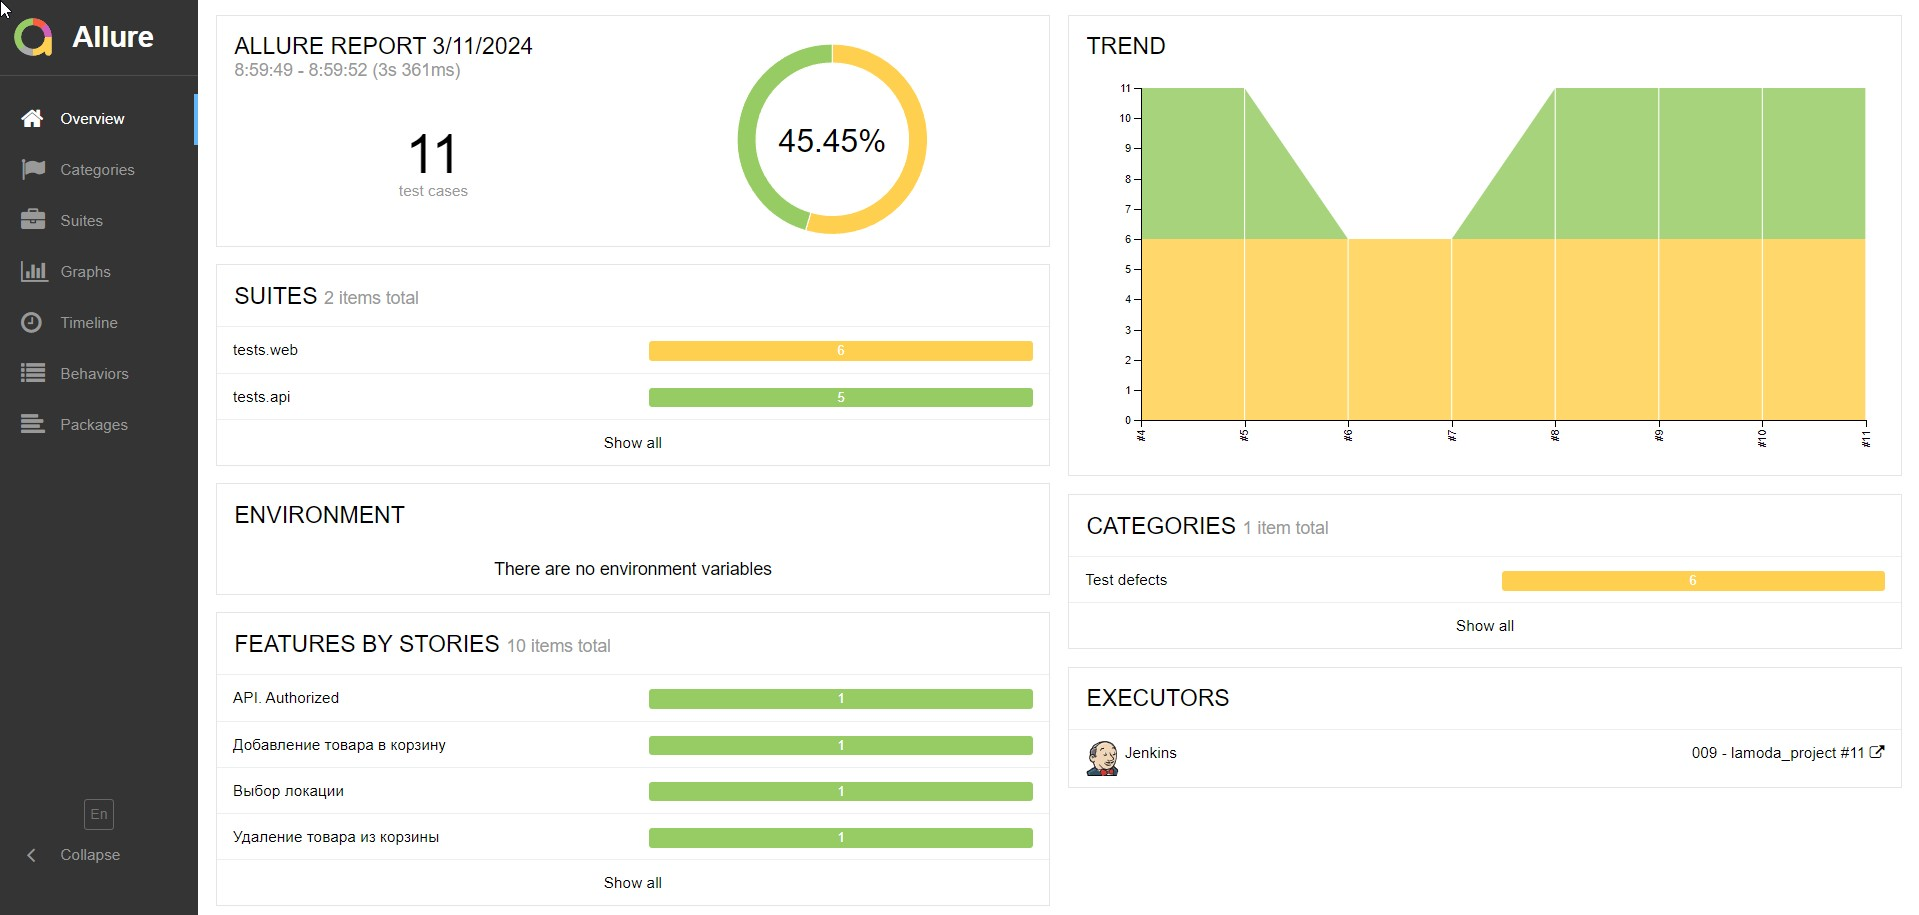 Allure
Overview
Categories
Suites
Graphs
Timeline
Behaviors
Packages
En
Collapse
ALLURE REPORT 3/11/2024
8:59:49 - 8:59:52 (3s 361ms)
11
test cases
45.45%
SUITES 2 items total
tests.web 6
tests.api 5
Show all
ENVIRONMENT
There are no environment variables
FEATURES BY STORIES 10 items total
API. Authorized 1
Добавление товара в корзину 1
Выбор локации 1
Удаление товара из корзины 1
Show all
TREND
11
10
9
8
7
6
5
4
3
2
1
0
#4 #5 #6 #7 #8 #9 #10 #11
CATEGORIES 1 item total
Test defects 6
Show all
EXECUTORS
Jenkins 009 - lamoda_project #11